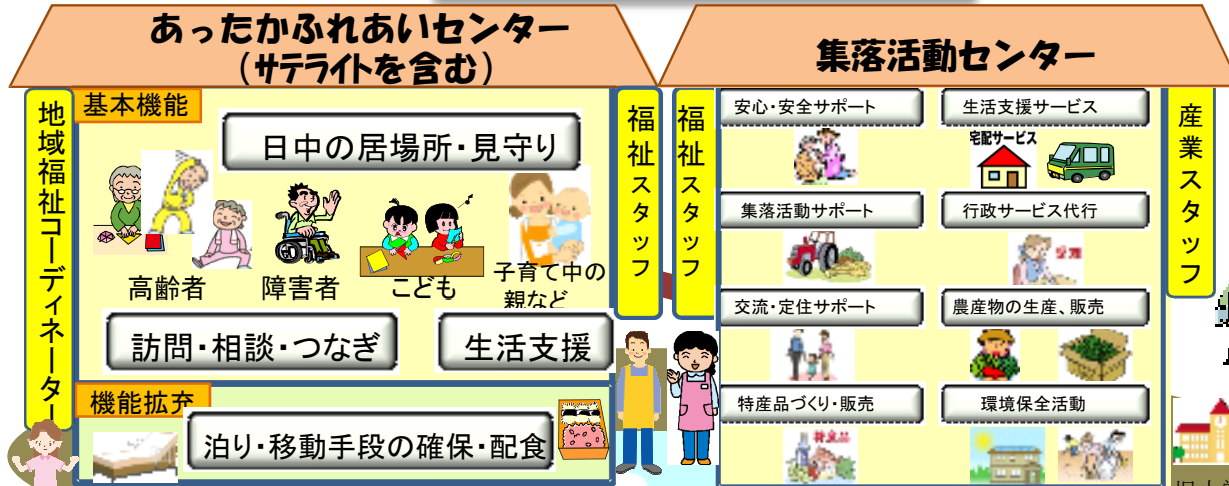 あったかふれあいセンター
(サテライトを含む)
地域福祉コーディネーター
基本機能
日中の居場所・見守り
高齢者
障害者
こども
子育て中の
親など
訪問・相談・つなぎ
生活支援
機能拡充
泊り・移動手段の確保・配食
福祉スタッフ
集落活動センター
福祉スタッフ
安心・安全サポート
生活支援サービス
宅配サービス
集落活動サポート
行政サービス代行
交流・定住サポート
農産物の生産、販売
特産品づくり・販売
環境保全活動
特産品
産業スタッフ